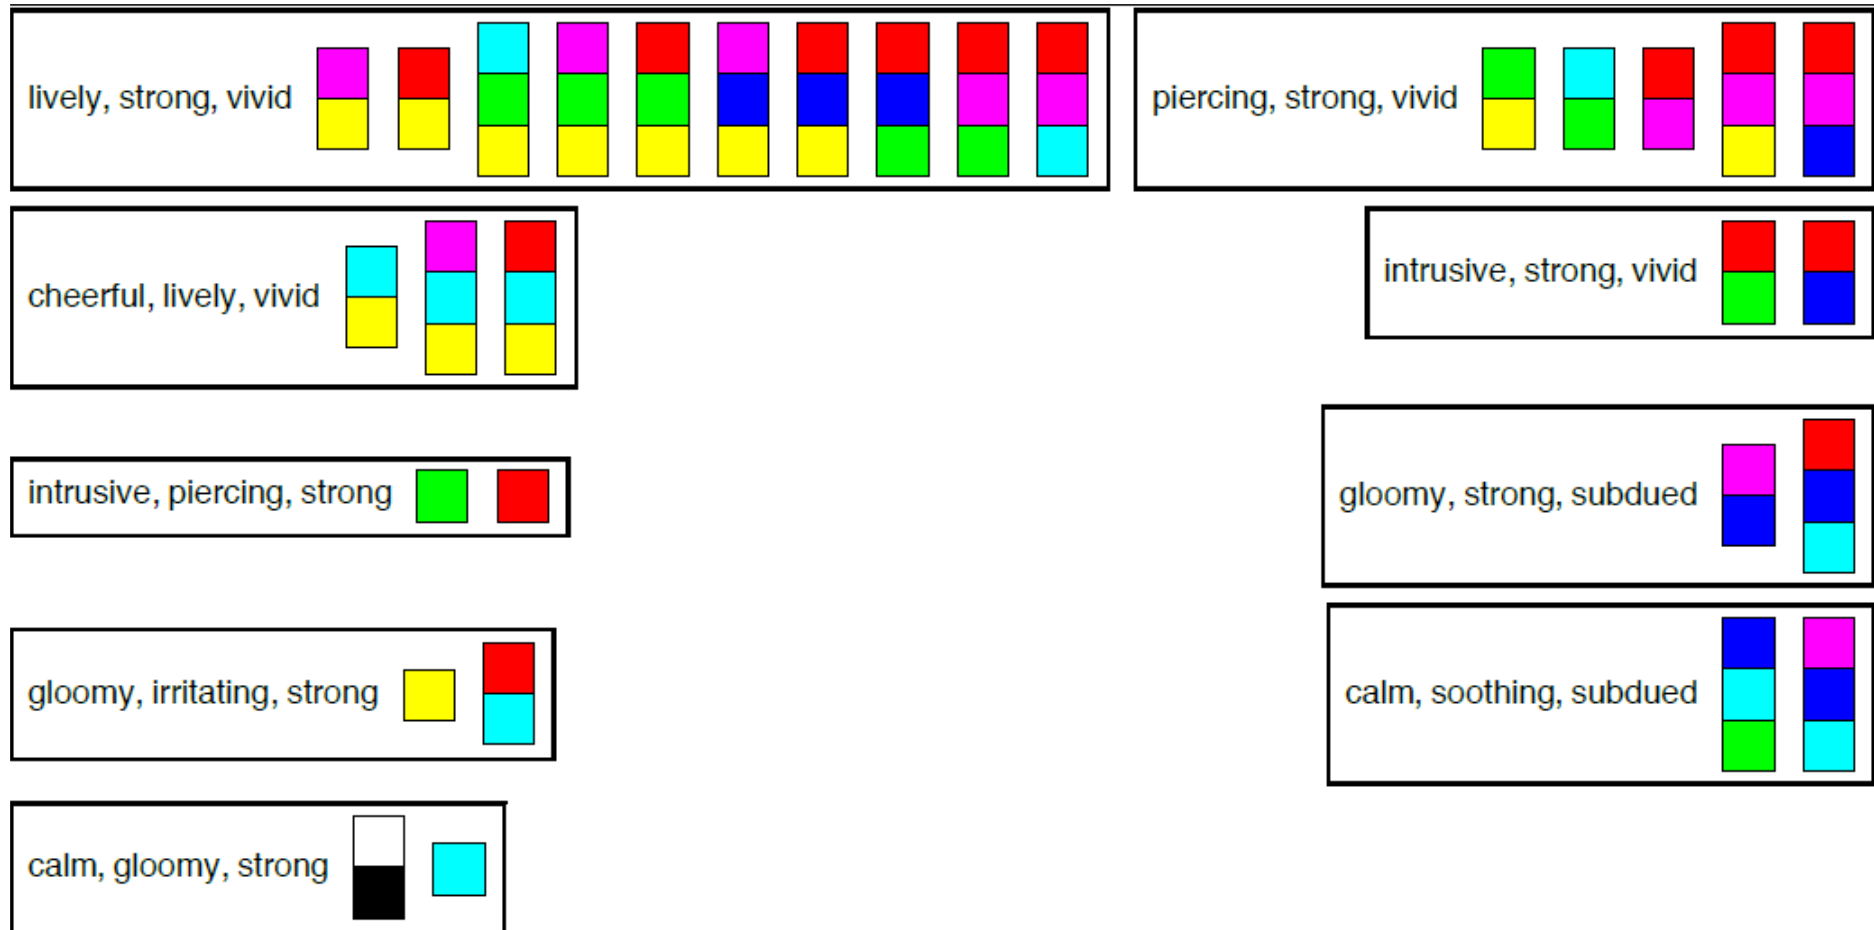 lively, strong, vivid
piercing, strong, vivid
cheerful, lively, vivid
intrusive, strong, vivid
intrusive, piercing, strong
gloomy, strong, subdued
gloomy, irritating, strong
calm, soothing, subdued
calm, gloomy, strong